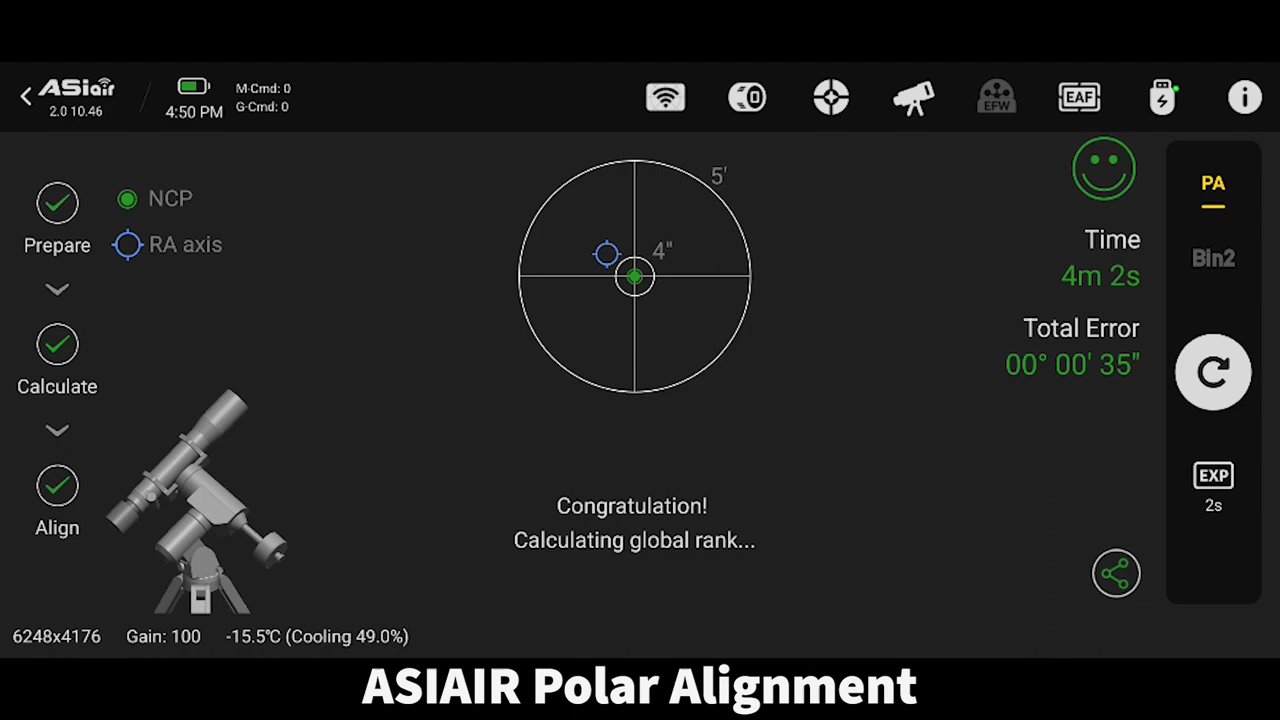 ASiair
2.0 10.46
4:50 PM
M-Cmd: 0
G-Cmd: 0
EFW
EAF
Prepare
NCP
RA axis
Calculate
Align
5'
4"
Time
4m 2s
Total Error
00° 00' 35"
PA
Bin2
EXP
2s
Congratulation!
Calculating global rank...
6248x4176 Gain: 100 -15.5℃ (Cooling 49.0%)
ASIAIR Polar Alignment